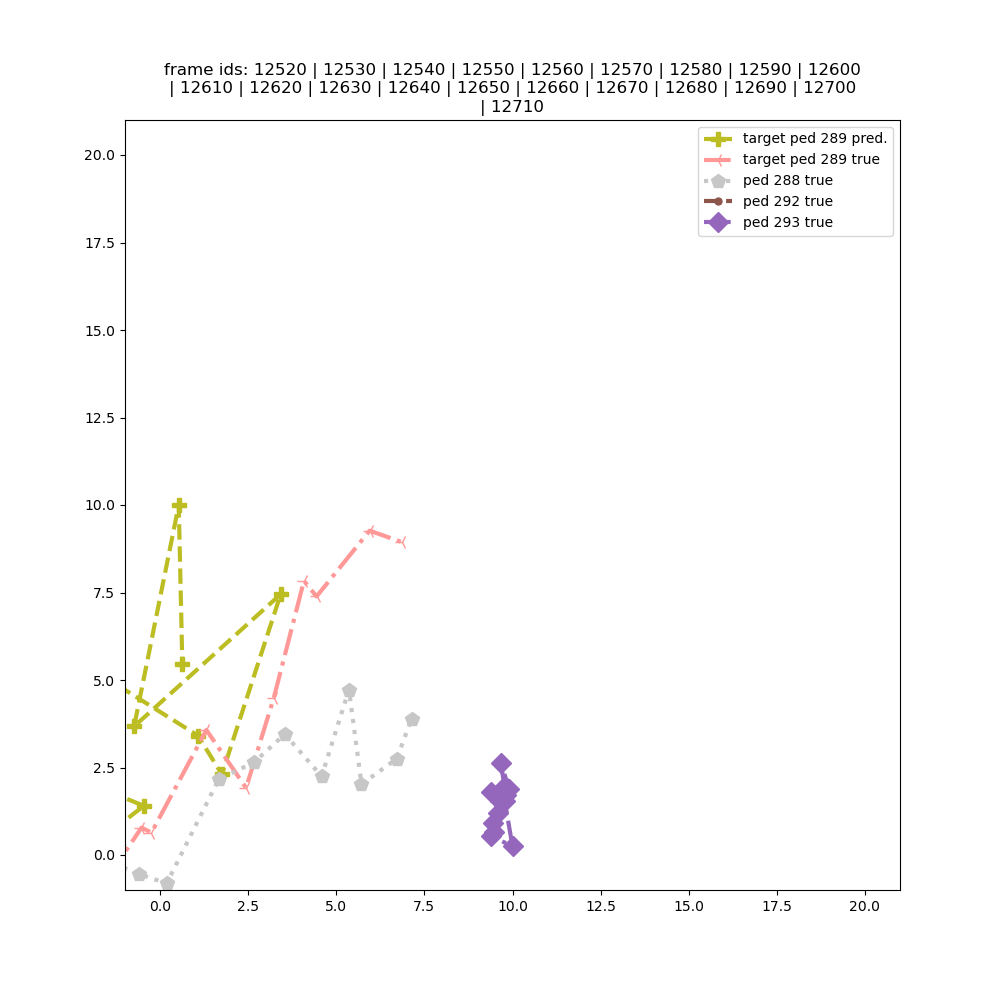 frame ids: 12520 | 12530 | 12540 | 12550 | 12560 | 12570 | 12580 | 12590 | 12600
| 12610 | 12620 | 12630 | 12640 | 12650 | 12660 | 12670 | 12680 | 12690 | 12700
| 12710
target ped 289 pred.
target ped 289 true
ped 288 true
ped 292 true
ped 293 true
20.0
17.5
15.0
12.5
10.0
7.5
5.0
2.5
0.0
0.0 2.5 5.0 7.5 10.0 12.5 15.0 17.5 20.0